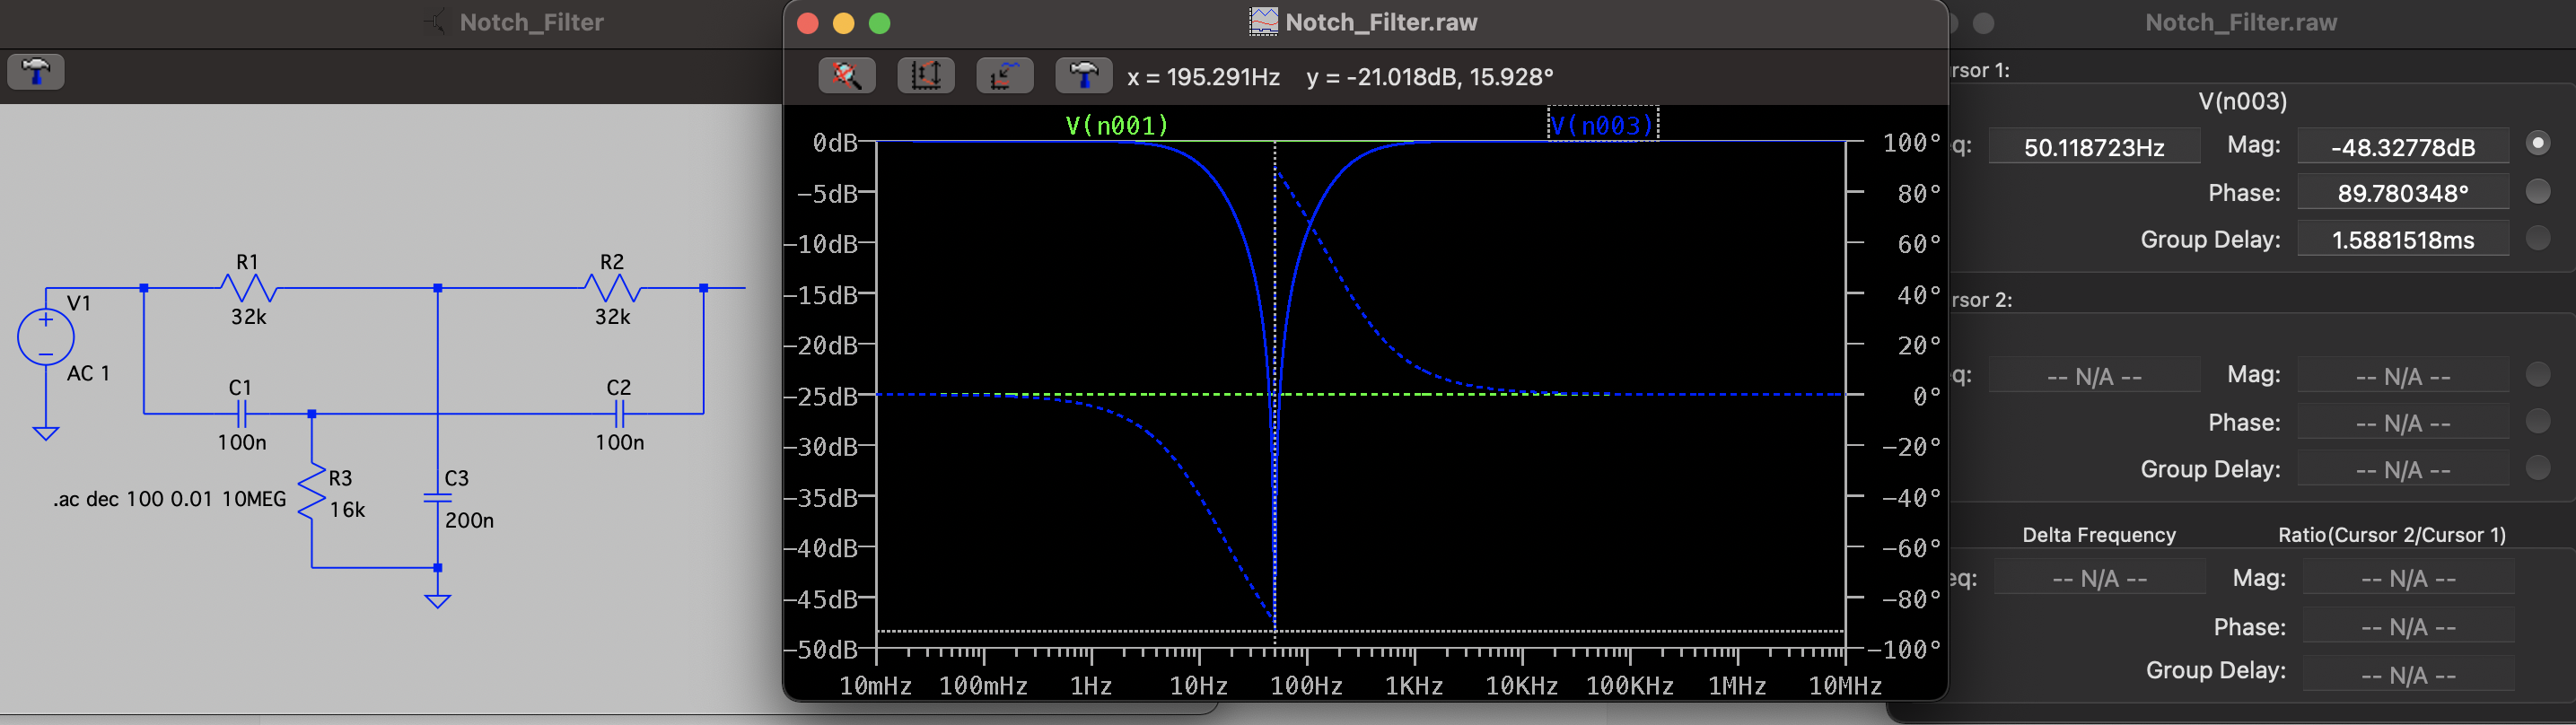 Notch_Filter
V1
AC 1
R1
32k
R2
32k
C1
100n
C2
100n
R3
16k
C3
200n
.ac dec 100 0.01 10MEG
Notch_Filter.raw
x = 195.291Hz y = -21.018dB, 15.928°
V(n001) V(n003)
0dB 100°
-5dB 80°
-10dB 60°
-15dB 40°
-20dB 20°
-25dB 0°
-30dB -20°
-35dB -40°
-40dB -60°
-45dB -80°
-50dB -100°
10mHz 100mHz 1Hz 10Hz 100Hz 1KHz 10KHz 100KHz 1MHz 10MHz
Notch_Filter.raw
rsor 1:
V(n003)
eq: 50.118723Hz Mag: -48.32778dB
Phase: 89.780348°
Group Delay: 1.5881518ms
rsor 2:
eq: -- N/A -- Mag: -- N/A --
Phase: -- N/A --
Group Delay: -- N/A --
Delta Frequency Ratio(Cursor 2/Cursor 1)
eq: -- N/A -- Mag: -- N/A --
Phase: -- N/A --
Group Delay: -- N/A --